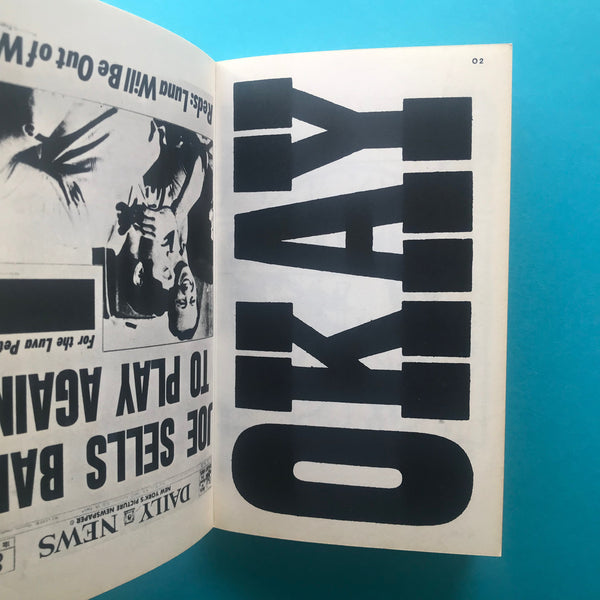 DAILY NEWS
NEW YORK'S PICTURE NEWSPAPER ®
JOE SELLS BA
TO PLAY AGAIN
For the Luva Pet
Reds: Luna Will Be Out of W
02
OKAY